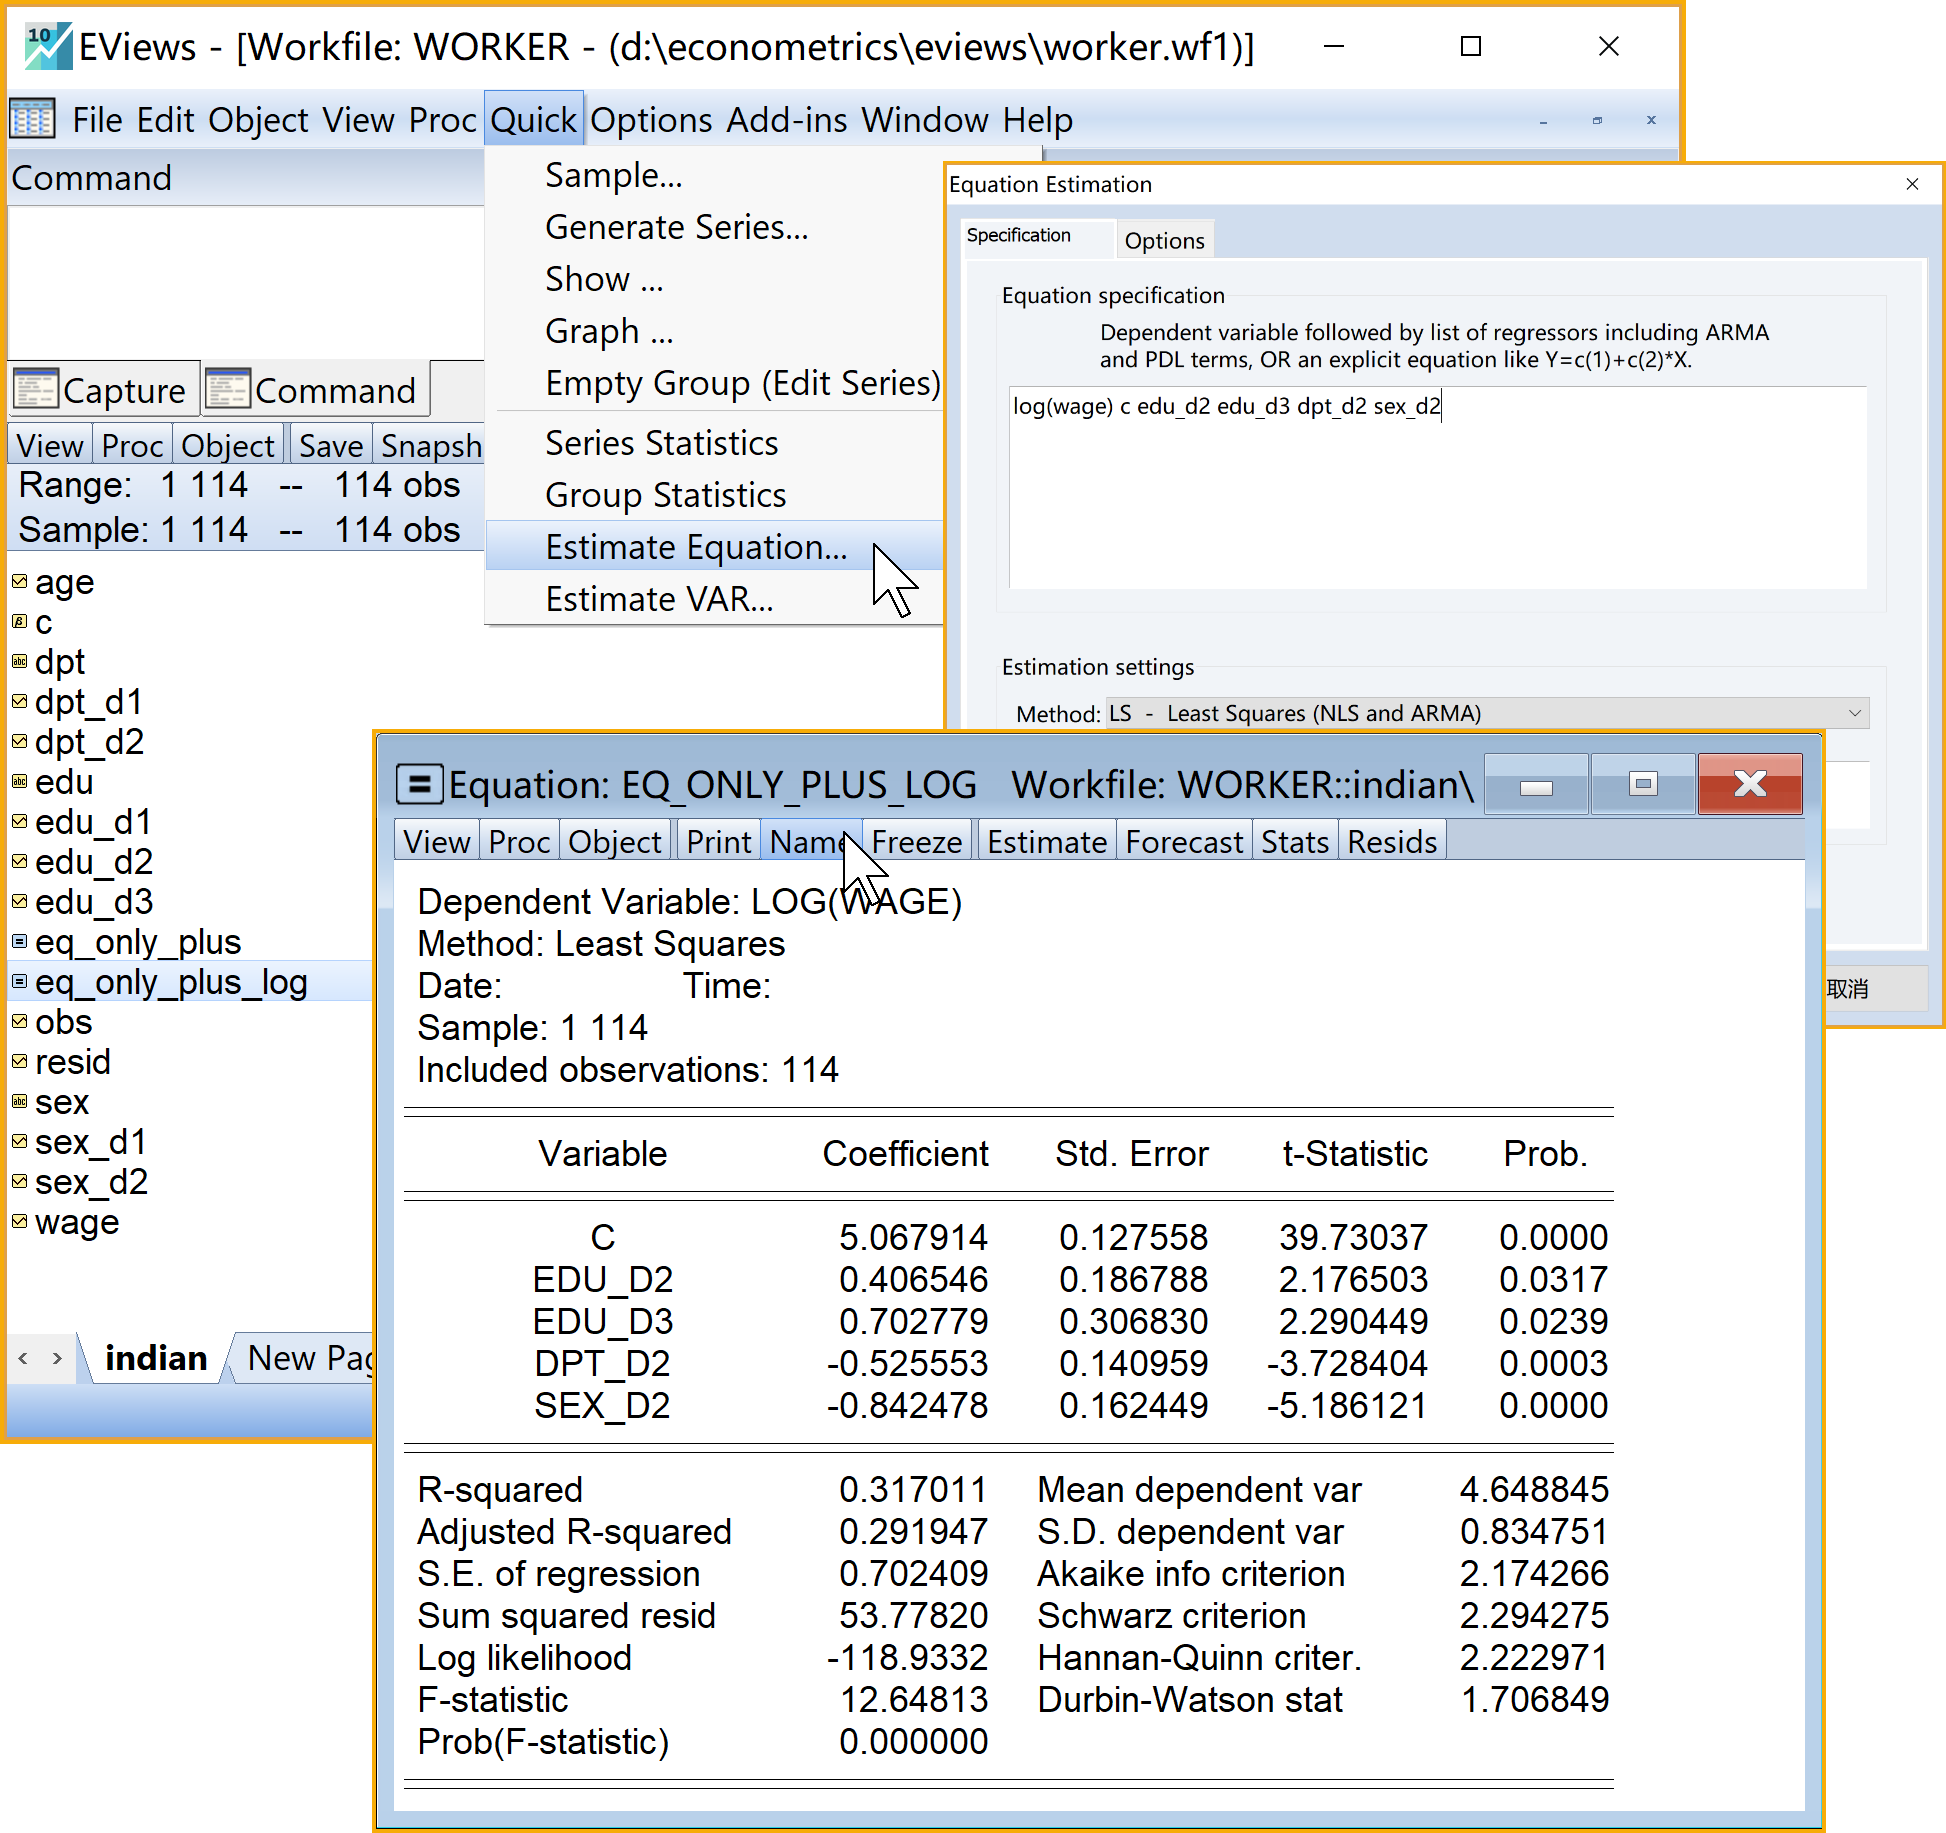 EViews - [Workfile: WORKER - (d:\econometrics\eviews\worker.wf1)]
File Edit Object View Proc Quick Options Add-ins Window Help
Command
Sample...
Generate Series...
Show ...
Graph ...
Empty Group (Edit Series)
Series Statistics
Group Statistics
Estimate Equation...
Estimate VAR...
Capture Command
View Proc Object Save Snapsh
Range: 1 114 -- 114 obs
Sample: 1 114 -- 114 obs
age
c
dpt
dpt_d1
dpt_d2
edu
edu_d1
edu_d2
edu_d3
eq_only_plus
eq_only_plus_log
obs
resid
sex
sex_d1
sex_d2
wage
indian New Pag
Equation Estimation
Specification Options
Equation specification
Dependent variable followed by list of regressors including ARMA
and PDL terms, OR an explicit equation like Y=c(1)+c(2)*X.
log(wage) c edu_d2 edu_d3 dpt_d2 sex_d2
Estimation settings
Method: LS - Least Squares (NLS and ARMA)
取消
Equation: EQ_ONLY_PLUS_LOG Workfile: WORKER::indian\
View Proc Object Print Name Freeze Estimate Forecast Stats Resids
Dependent Variable: LOG(WAGE)
Method: Least Squares
Date: Time:
Sample: 1 114
Included observations: 114
Variable Coefficient Std. Error t-Statistic Prob.
C 5.067914 0.127558 39.73037 0.0000
EDU_D2 0.406546 0.186788 2.176503 0.0317
EDU_D3 0.702779 0.306830 2.290449 0.0239
DPT_D2 -0.525553 0.140959 -3.728404 0.0003
SEX_D2 -0.842478 0.162449 -5.186121 0.0000
R-squared 0.317011 Mean dependent var 4.648845
Adjusted R-squared 0.291947 S.D. dependent var 0.834751
S.E. of regression 0.702409 Akaike info criterion 2.174266
Sum squared resid 53.77820 Schwarz criterion 2.294275
Log likelihood -118.9332 Hannan-Quinn criter. 2.222971
F-statistic 12.64813 Durbin-Watson stat 1.706849
Prob(F-statistic) 0.000000